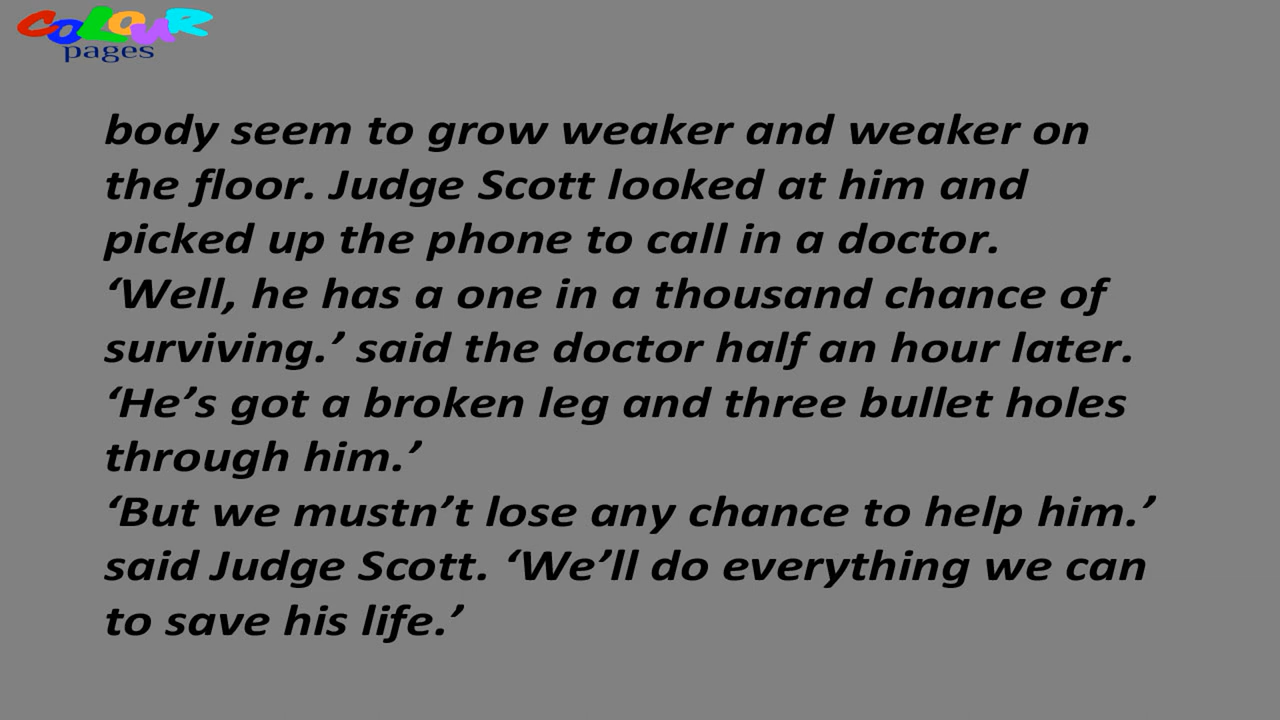 COLOUR
pages
body seem to grow weaker and weaker on
the floor. Judge Scott looked at him and
picked up the phone to call in a doctor.
‘Well, he has a one in a thousand chance of
surviving.’ said the doctor half an hour later.
‘He’s got a broken leg and three bullet holes
through him.’
‘But we mustn’t lose any chance to help him.’
said Judge Scott. ‘We’ll do everything we can
to save his life.’